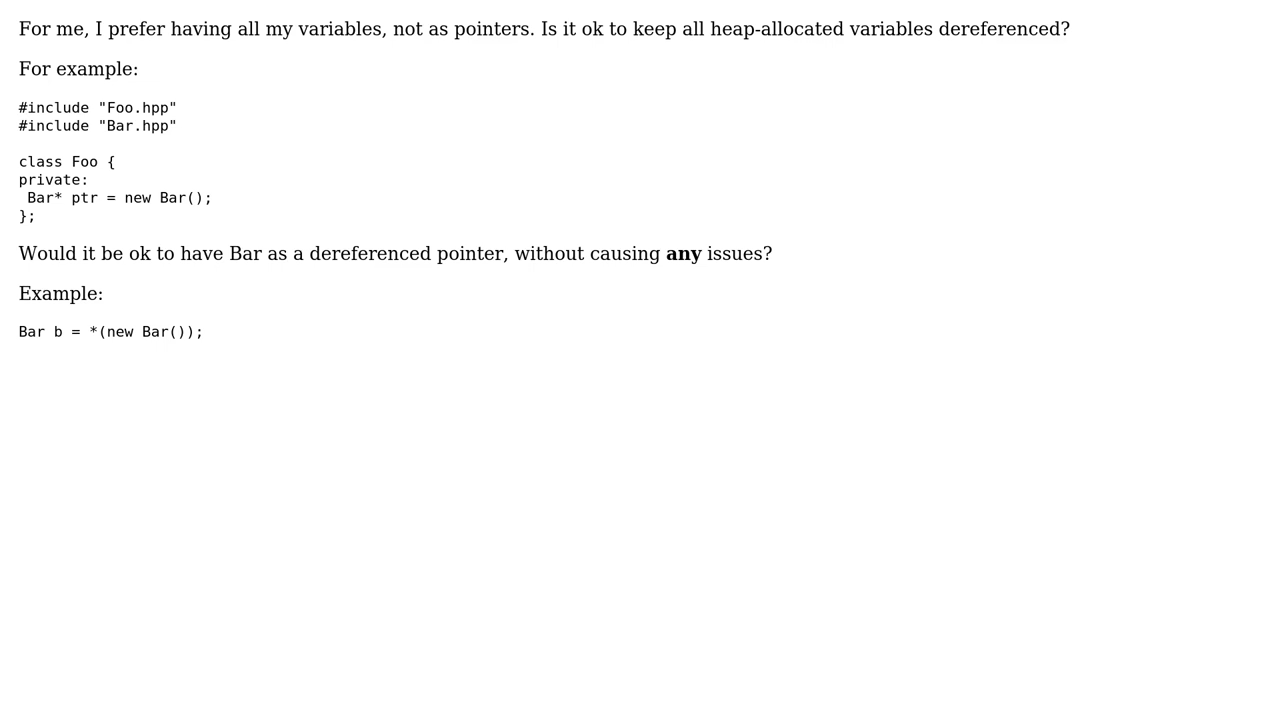 For me, I prefer having all my variables, not as pointers. Is it ok to keep all heap-allocated variables dereferenced?
For example:
#include "Foo.hpp"
#include "Bar.hpp"
class Foo {
private:
 Bar* ptr = new Bar();
};
Would it be ok to have Bar as a dereferenced pointer, without causing any issues?
Example:
Bar b = *(new Bar());